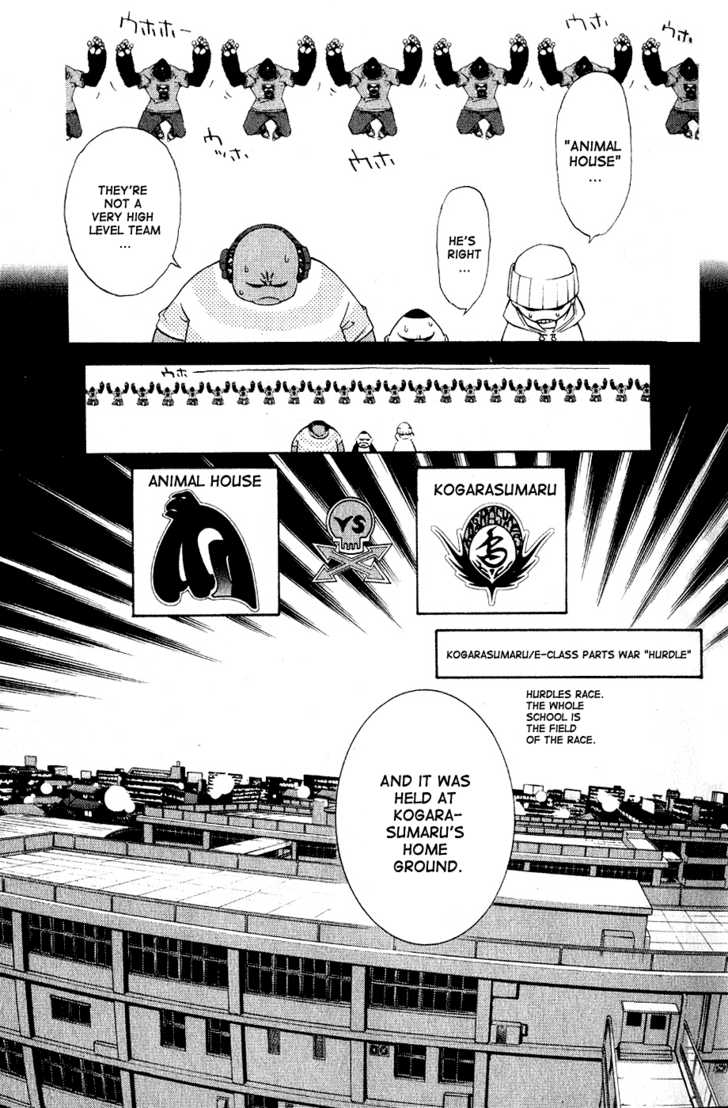 ウホホー
ウホ
ウホ
ウッホ
ウホ
"ANIMAL
HOUSE"
...
HE'S
RIGHT
...
THEY'RE
NOT A
VERY HIGH
LEVEL TEAM
...
ウホ
ANIMAL HOUSE
VS
KOGARASUMARU
KOGARASUMARU/E-CLASS PARTS WAR "HURDLE"
HURDLES RACE.
THE WHOLE
SCHOOL IS
THE FIELD
OF THE RACE.
AND IT WAS
HELD AT
KOGARA-
SUMARU'S
HOME
GROUND.